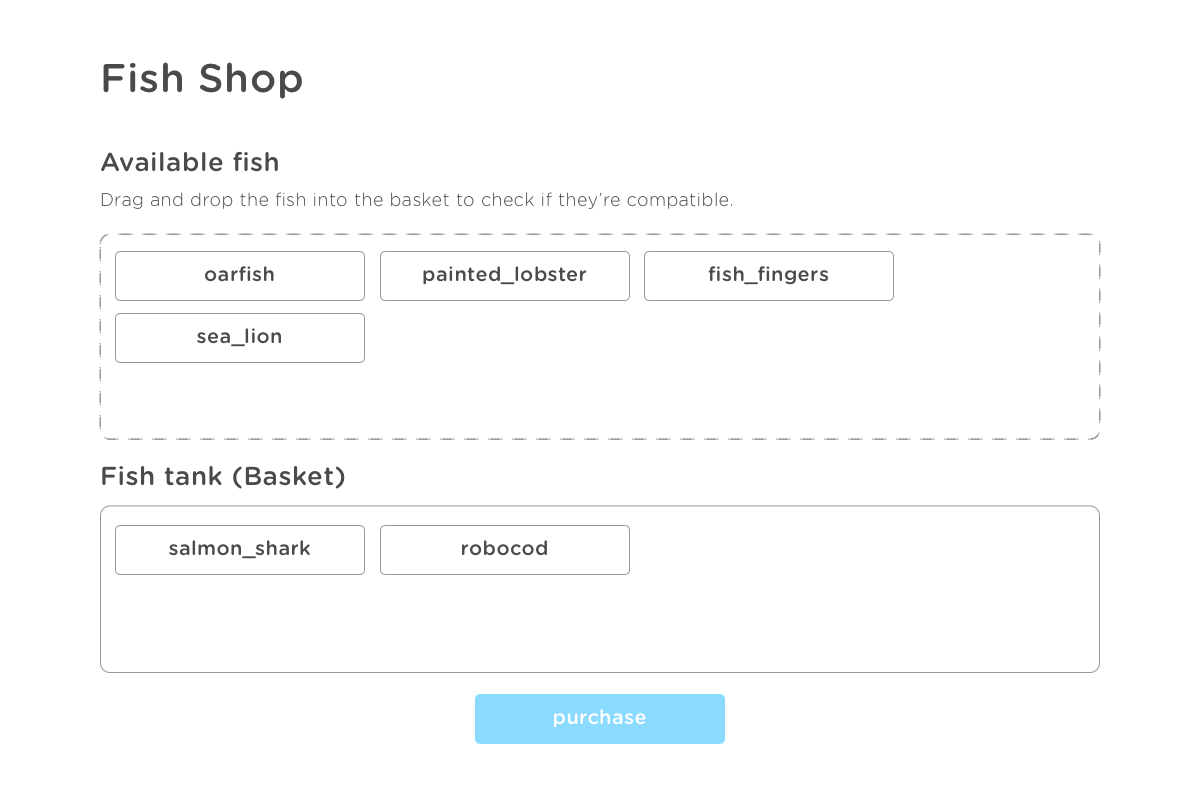 Fish Shop
Available fish
Drag and drop the fish into the basket to check if they’re compatible.
oarfish painted_lobster fish_fingers
sea_lion
Fish tank (Basket)
salmon_shark robocod
purchase